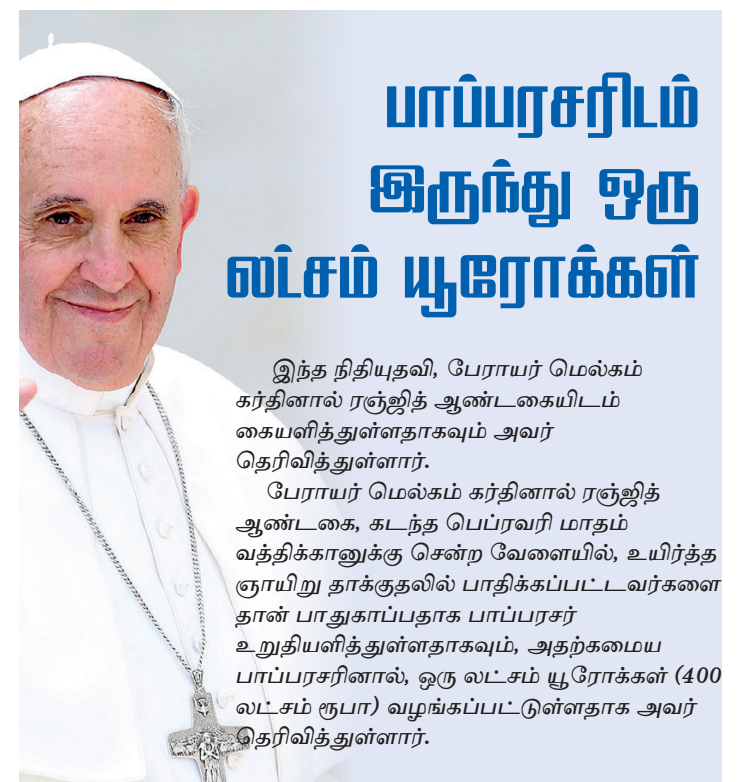 பாப்பரசரிடம்
இருந்து ஒரு
லட்சம் யூரோக்கள்
இந்த நிதியுதவி, பேராயர் மெல்கம்
கர்தினால் ரஞ்ஜித் ஆண்டகையிடம்
கையளித்துள்ளதாகவும் அவர்
தெரிவித்துள்ளார்.
பேராயர் மெல்கம் கர்தினால் ரஞ்ஜித்
ஆண்டகை, கடந்த பெப்ரவரி மாதம்
வத்திக்கானுக்கு சென்ற வேளையில், உயிர்த்த
ஞாயிறு தாக்குதலில் பாதிக்கப்பட்டவர்களை
தான் பாதுகாப்பதாக பாப்பரசர்
உறுதியளித்துள்ளதாகவும், அதற்கமைய
பாப்பரசரினால், ஒரு லட்சம் யூரோக்கள் (400
லட்சம் ரூபா) வழங்கப்பட்டுள்ளதாக அவர்
தெரிவித்துள்ளார்.